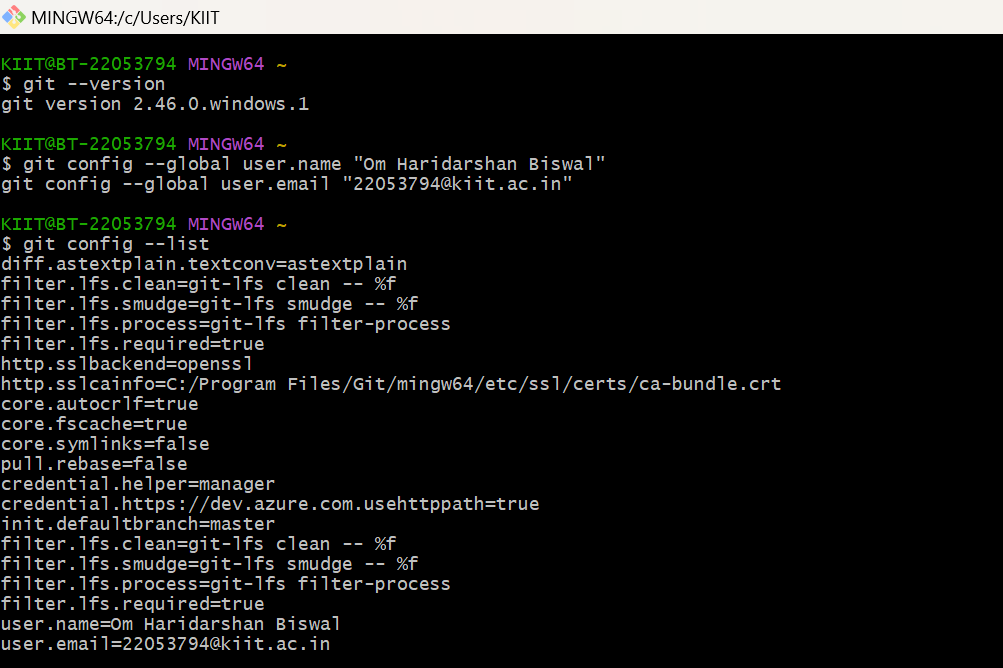 MINGW64:/c/Users/KIIT
KIIT@BT-22053794 MINGW64 ~
$ git --version
git version 2.46.0.windows.1
KIIT@BT-22053794 MINGW64 ~
$ git config --global user.name "Om Haridarshan Biswal"
git config --global user.email "22053794@kiit.ac.in"
KIIT@BT-22053794 MINGW64 ~
$ git config --list
diff.astextplain.textconv=astextplain
filter.lfs.clean=git-lfs clean -- %f
filter.lfs.smudge=git-lfs smudge -- %f
filter.lfs.process=git-lfs filter-process
filter.lfs.required=true
http.sslbackend=openssl
http.sslcainfo=C:/Program Files/Git/mingw64/etc/ssl/certs/ca-bundle.crt
core.autocrlf=true
core.fscache=true
core.symlinks=false
pull.rebase=false
credential.helper=manager
credential.https://dev.azure.com.usehttppath=true
init.defaultbranch=master
filter.lfs.clean=git-lfs clean -- %f
filter.lfs.smudge=git-lfs smudge -- %f
filter.lfs.process=git-lfs filter-process
filter.lfs.required=true
user.name=Om Haridarshan Biswal
user.email=22053794@kiit.ac.in